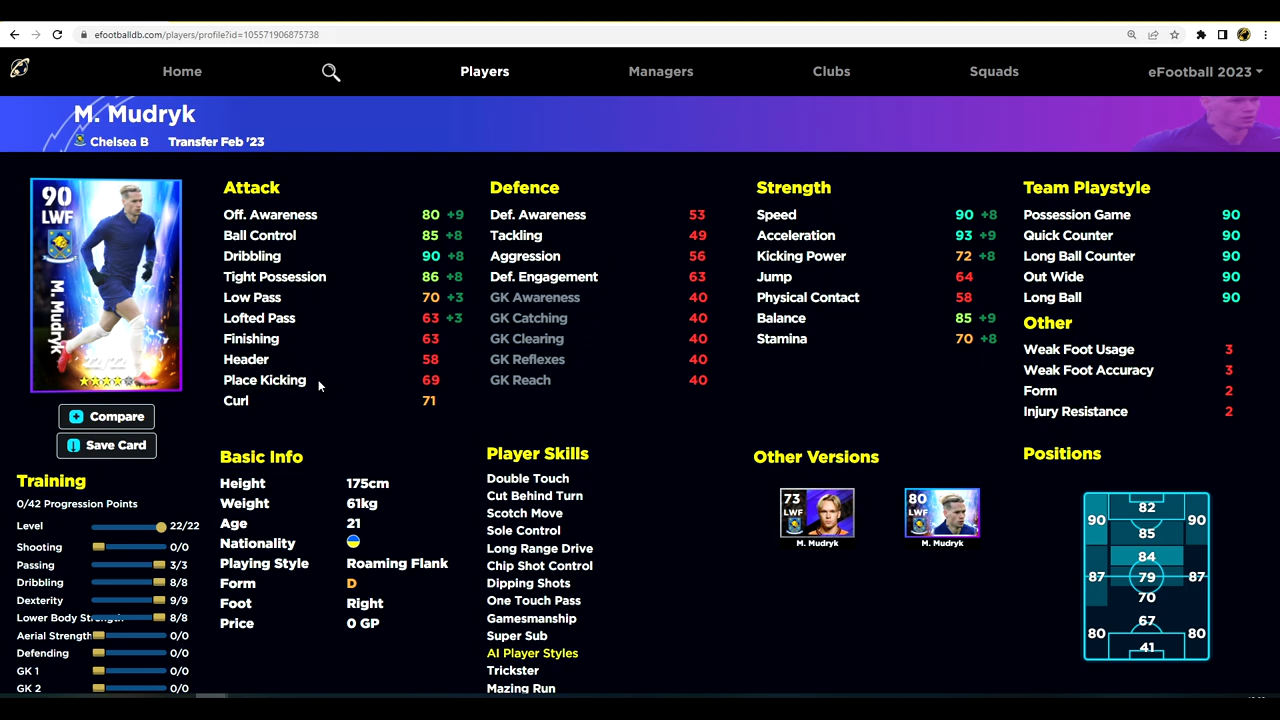 efootballdb.com/players/profile?id=105571906875738
Home Players Managers Clubs Squads eFootball 2023
M. Mudryk
Chelsea B Transfer Feb '23
90
LWF
M. Mudryk
22/22
Compare
Save Card
Training
0/42 Progression Points
Level 22/22
Shooting 0/0
Passing 3/3
Dribbling 8/8
Dexterity 9/9
Lower Body Strength 8/8
Aerial Strength 0/0
Defending 0/0
GK 1 0/0
GK 2 0/0
Attack
Off. Awareness 80 +9
Ball Control 85 +8
Dribbling 90 +8
Tight Possession 86 +8
Low Pass 70 +3
Lofted Pass 63 +3
Finishing 63
Header 58
Place Kicking 69
Curl 71
Defence
Def. Awareness 53
Tackling 49
Aggression 56
Def. Engagement 63
GK Awareness 40
GK Catching 40
GK Clearing 40
GK Reflexes 40
GK Reach 40
Strength
Speed 90 +8
Acceleration 93 +9
Kicking Power 72 +8
Jump 64
Physical Contact 58
Balance 85 +9
Stamina 70 +8
Team Playstyle
Possession Game 90
Quick Counter 90
Long Ball Counter 90
Out Wide 90
Long Ball 90
Other
Weak Foot Usage 3
Weak Foot Accuracy 3
Form 2
Injury Resistance 2
Basic Info
Height 175cm
Weight 61kg
Age 21
Nationality
Playing Style Roaming Flank
Form D
Foot Right
Price 0 GP
Player Skills
Double Touch
Cut Behind Turn
Scotch Move
Sole Control
Long Range Drive
Chip Shot Control
Dipping Shots
One Touch Pass
Gamesmanship
Super Sub
AI Player Styles
Trickster
Mazing Run
Other Versions
73
LWF
M. Mudryk
80
LWF
M. Mudryk
Positions
82
90 90
85
84
87 79 87
70
67
80 80
41